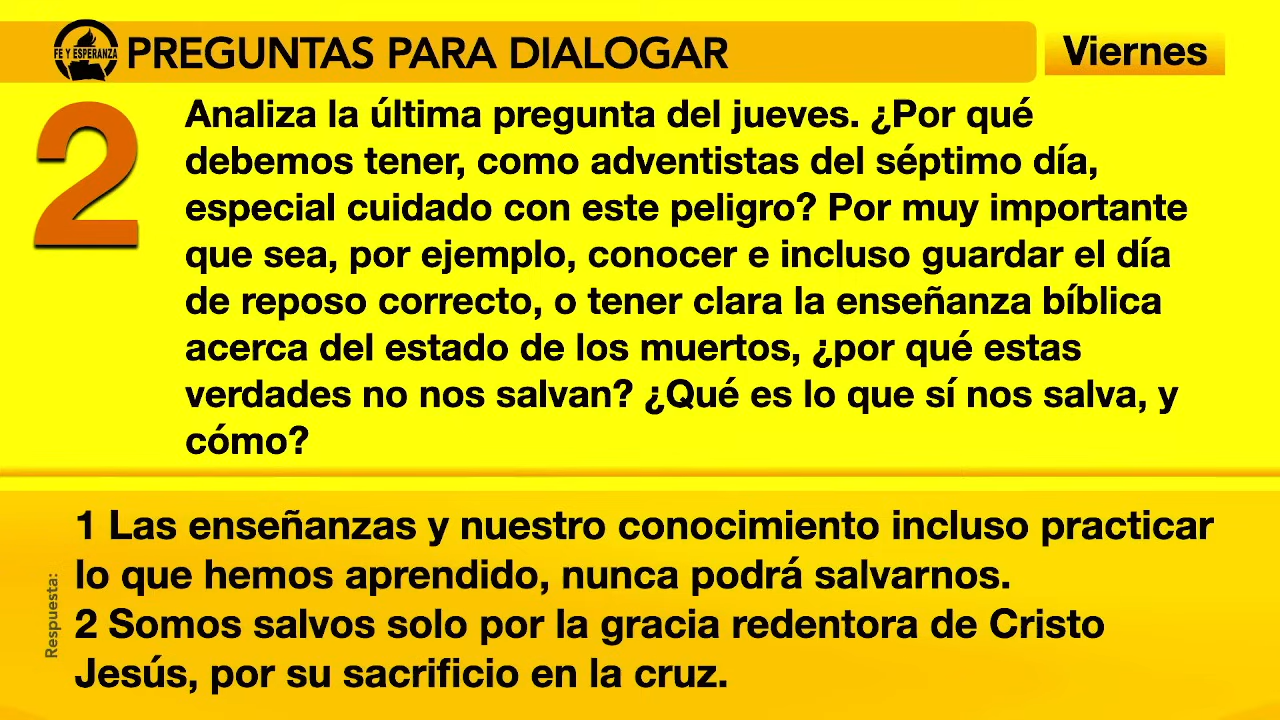 FE Y ESPERANZA
PREGUNTAS PARA DIALOGAR
Viernes
2
Analiza la última pregunta del jueves. ¿Por qué
debemos tener, como adventistas del séptimo día,
especial cuidado con este peligro? Por muy importante
que sea, por ejemplo, conocer e incluso guardar el día
de reposo correcto, o tener clara la enseñanza bíblica
acerca del estado de los muertos, ¿por qué estas
verdades no nos salvan? ¿Qué es lo que sí nos salva, y
cómo?
Respuesta:
1 Las enseñanzas y nuestro conocimiento incluso practicar
lo que hemos aprendido, nunca podrá salvarnos.
2 Somos salvos solo por la gracia redentora de Cristo
Jesús, por su sacrificio en la cruz.